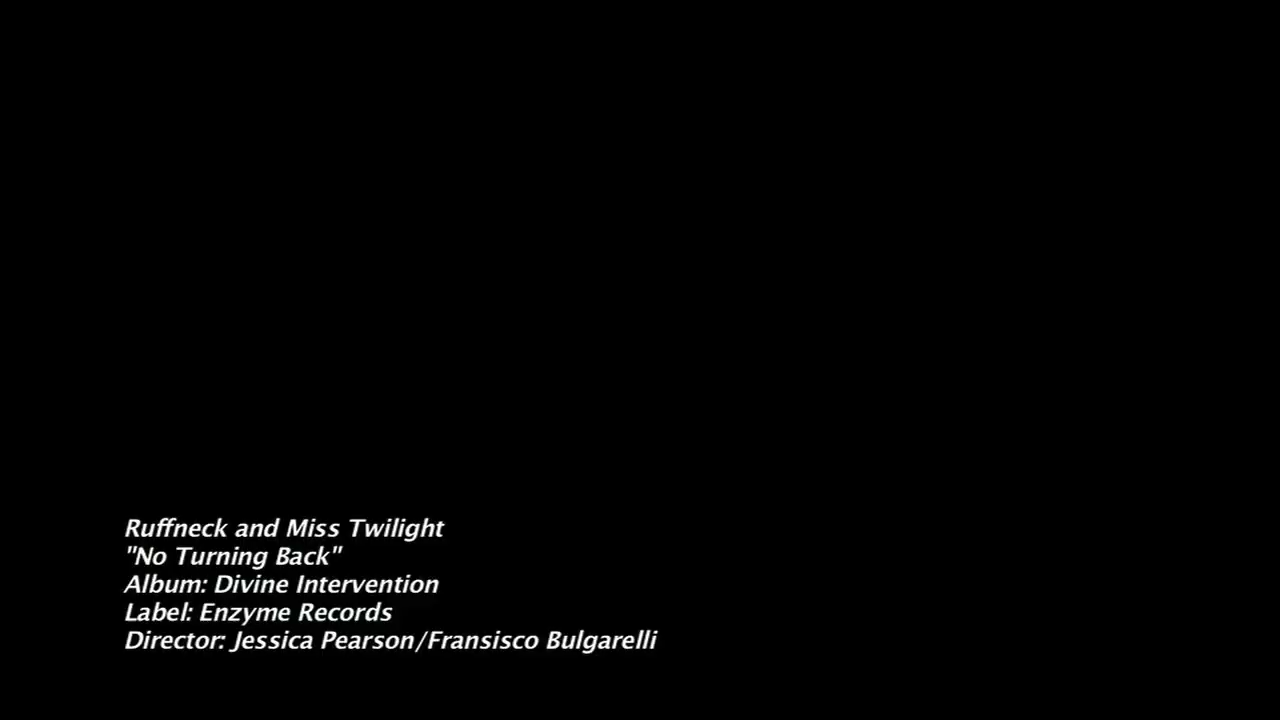 Ruffneck and Miss Twilight
"No Turning Back"
Album: Divine Intervention
Label: Enzyme Records
Director: Jessica Pearson/Fransisco Bulgarelli